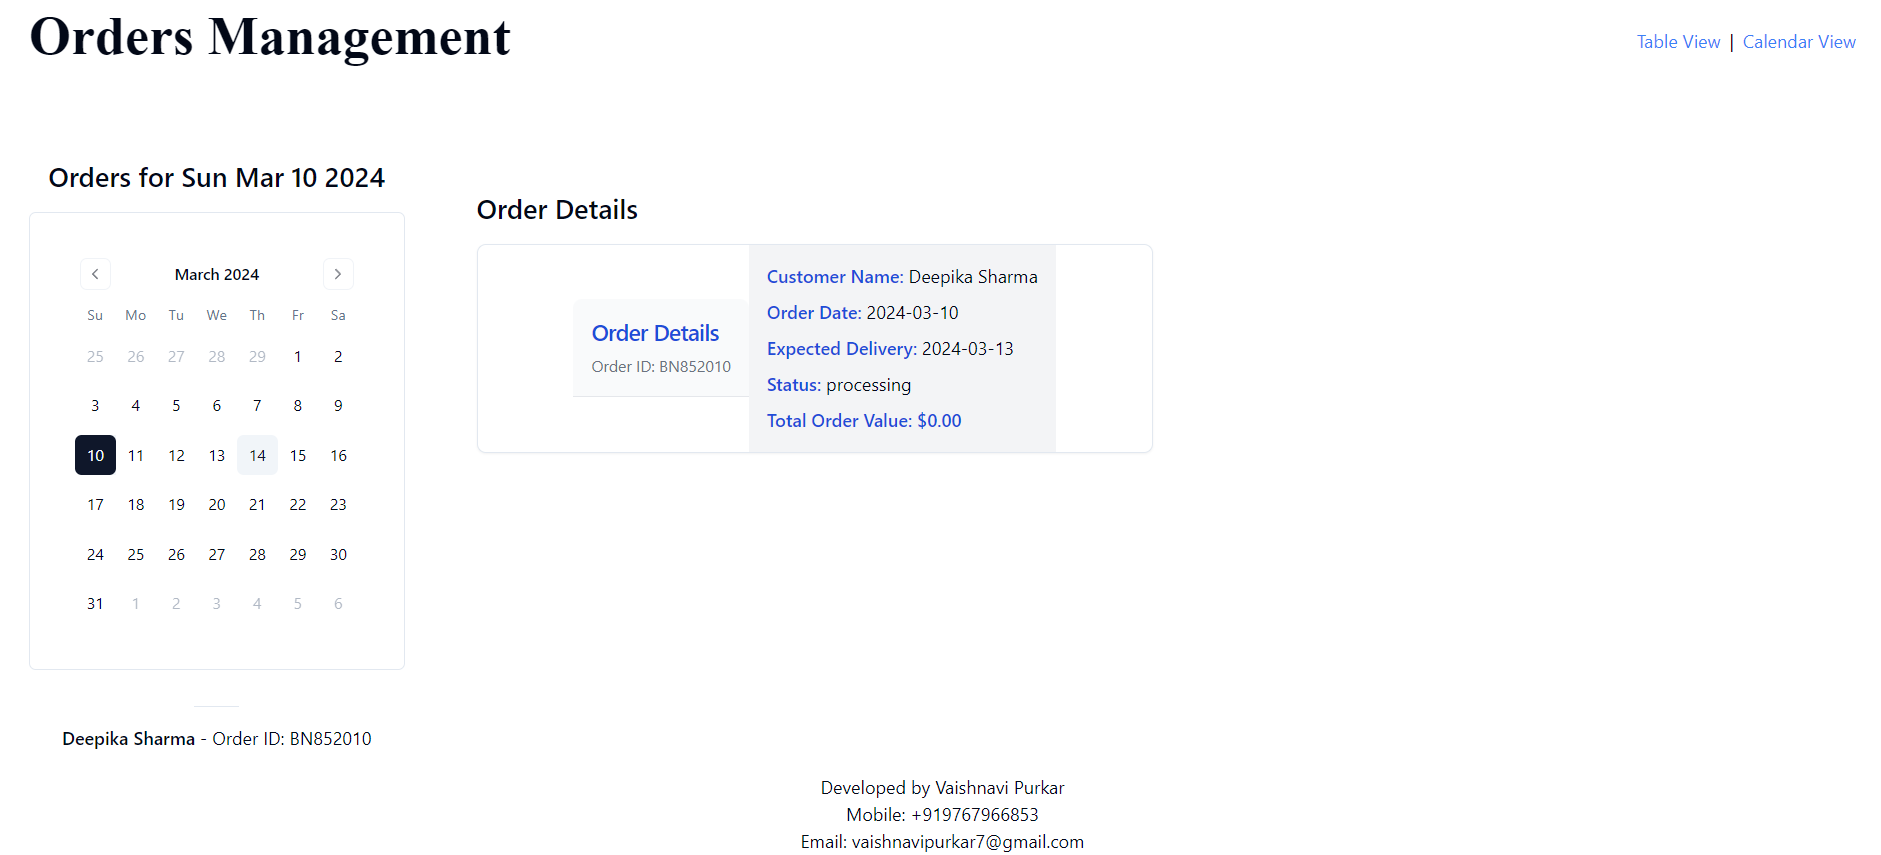 Orders Management
Table View | Calendar View
Orders for Sun Mar 10 2024
March 2024
Su Mo Tu We Th Fr Sa
25 26 27 28 29 1 2
3 4 5 6 7 8 9
10 11 12 13 14 15 16
17 18 19 20 21 22 23
24 25 26 27 28 29 30
31 1 2 3 4 5 6
Deepika Sharma - Order ID: BN852010
Order Details
Order Details
Order ID: BN852010
Customer Name: Deepika Sharma
Order Date: 2024-03-10
Expected Delivery: 2024-03-13
Status: processing
Total Order Value: $0.00
Developed by Vaishnavi Purkar
Mobile: +919767966853
Email: vaishnavipurkar7@gmail.com